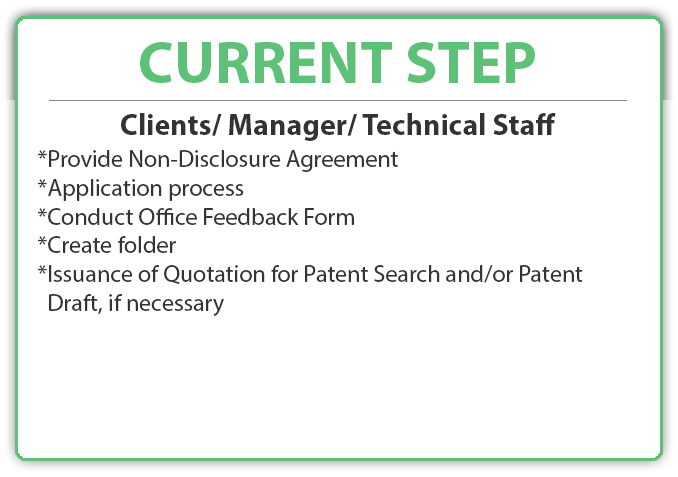 CURRENT STEP
Clients/ Manager/ Technical Staff
*Provide Non-Disclosure Agreement
*Application process
*Conduct Office Feedback Form
*Create folder
*Issuance of Quotation for Patent Search and/or Patent
Draft, if necessary